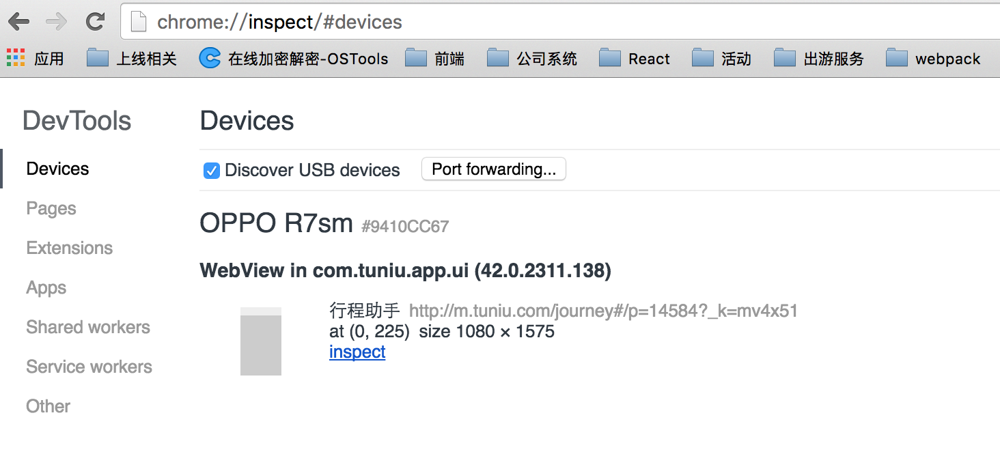 chrome://inspect/#devices
应用 上线相关 在线加密解密-OSTools 前端 公司系统 React 活动 出游服务 webpack
DevTools
Devices
Pages
Extensions
Apps
Shared workers
Service workers
Other
Devices
Discover USB devices Port forwarding...
OPPO R7sm #9410CC67
WebView in com.tuniu.app.ui (42.0.2311.138)
行程助手 http://m.tuniu.com/journey#/p=14584?_k=mv4x51
at (0, 225) size 1080 × 1575
inspect